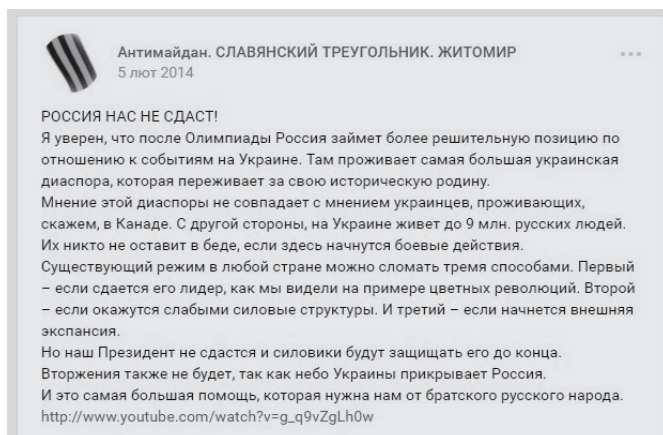 Антимайдан. СЛАВЯНСКИЙ ТРЕУГОЛЬНИК. ЖИТОМИР
5 лют 2014
РОССИЯ НАС НЕ СДАСТ!
Я уверен, что после Олимпиады Россия займет более решительную позицию по
отношению к событиям на Украине. Там проживает самая большая украинская
диаспора, которая переживает за свою историческую родину.
Мнение этой диаспоры не совпадает с мнением украинцев, проживающих,
скажем, в Канаде. С другой стороны, на Украине живет до 9 млн. русских людей.
Их никто не оставит в беде, если здесь начнутся боевые действия.
Существующий режим в любой стране можно сломать тремя способами. Первый
– если сдается его лидер, как мы видели на примере цветных революций. Второй
– если окажутся слабыми силовые структуры. И третий – если начнется внешняя
экспансия.
Но наш Президент не сдастся и силовики будут защищать его до конца.
Вторжения также не будет, так как небо Украины прикрывает Россия.
И это самая большая помощь, которая нужна нам от братского русского народа.
http://www.youtube.com/watch?v=g_q9vZgLh0w